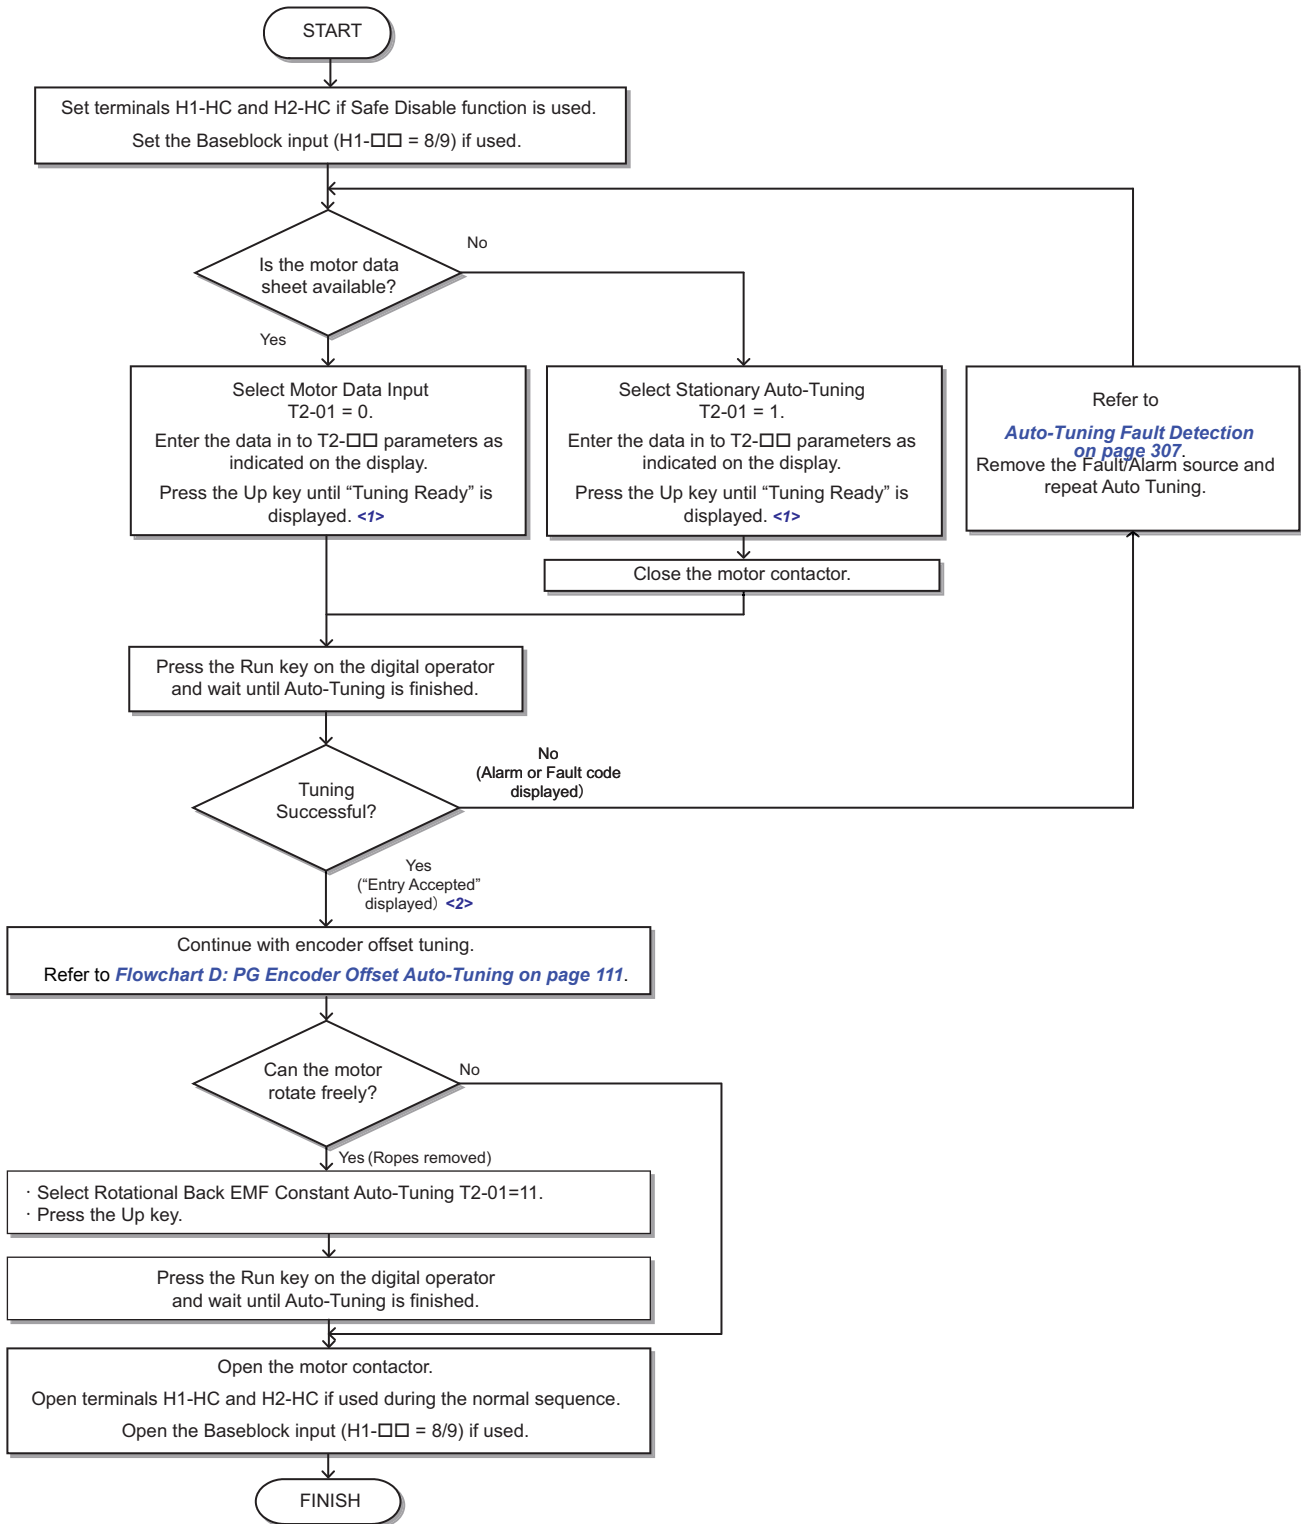 START
Set terminals H1-HC and H2-HC if Safe Disable function is used.
Set the Baseblock input (H1-□□ = 8/9) if used.
Is the motor data
sheet available?
No
Yes
Select Motor Data Input
T2-01 = 0.
Enter the data in to T2-□□ parameters as
indicated on the display.
Press the Up key until “Tuning Ready” is
displayed. <1>
Select Stationary Auto-Tuning
T2-01 = 1.
Enter the data in to T2-□□ parameters as
indicated on the display.
Press the Up key until “Tuning Ready” is
displayed. <1>
Refer to
Auto-Tuning Fault Detection
on page 307.
Remove the Fault/Alarm source and
repeat Auto Tuning.
Close the motor contactor.
Press the Run key on the digital operator
and wait until Auto-Tuning is finished.
Tuning
Successful?
No
(Alarm or Fault code
displayed)
Yes
(“Entry Accepted”
displayed) <2>
Continue with encoder offset tuning.
Refer to Flowchart D: PG Encoder Offset Auto-Tuning on page 111.
Can the motor
rotate freely?
No
Yes (Ropes removed)
· Select Rotational Back EMF Constant Auto-Tuning T2-01=11.
· Press the Up key.
Press the Run key on the digital operator
and wait until Auto-Tuning is finished.
Open the motor contactor.
Open terminals H1-HC and H2-HC if used during the normal sequence.
Open the Baseblock input (H1-□□ = 8/9) if used.
FINISH